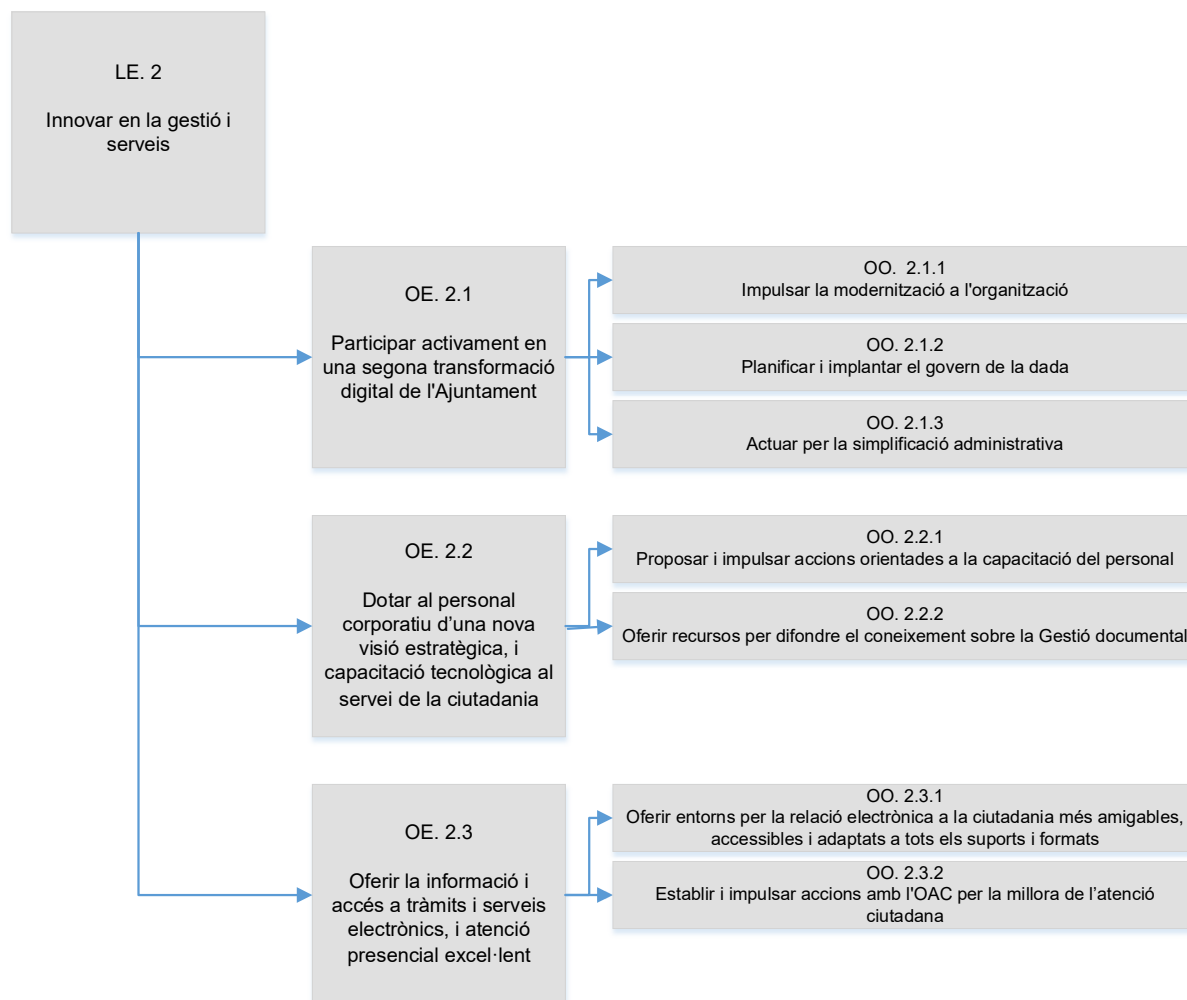 LE. 2
Innovar en la gestió i
serveis
OE. 2.1
Participar activament en
una segona transformació
digital de l'Ajuntament
OO.  2.1.1
Impulsar la modernització a l'organització
OO. 2.1.2
Planificar i implantar el govern de la dada
OO. 2.1.3
Actuar per la simplificació administrativa
OE. 2.2
Dotar al personal
corporatiu d’una nova
visió estratègica, i
capacitació tecnològica al
servei de la ciutadania
OO. 2.2.1
Proposar i impulsar accions orientades a la capacitació del personal
OO. 2.2.2
Oferir recursos per difondre el coneixement sobre la Gestió documental
OE. 2.3
Oferir la informació i
accés a tràmits i serveis
electrònics, i atenció
presencial excel·lent
OO. 2.3.1
Oferir entorns per la relació electrònica a la ciutadania més amigables,
accessibles i adaptats a tots els suports i formats
OO. 2.3.2
Establir i impulsar accions amb l'OAC per la millora de l’atenció
ciutadana